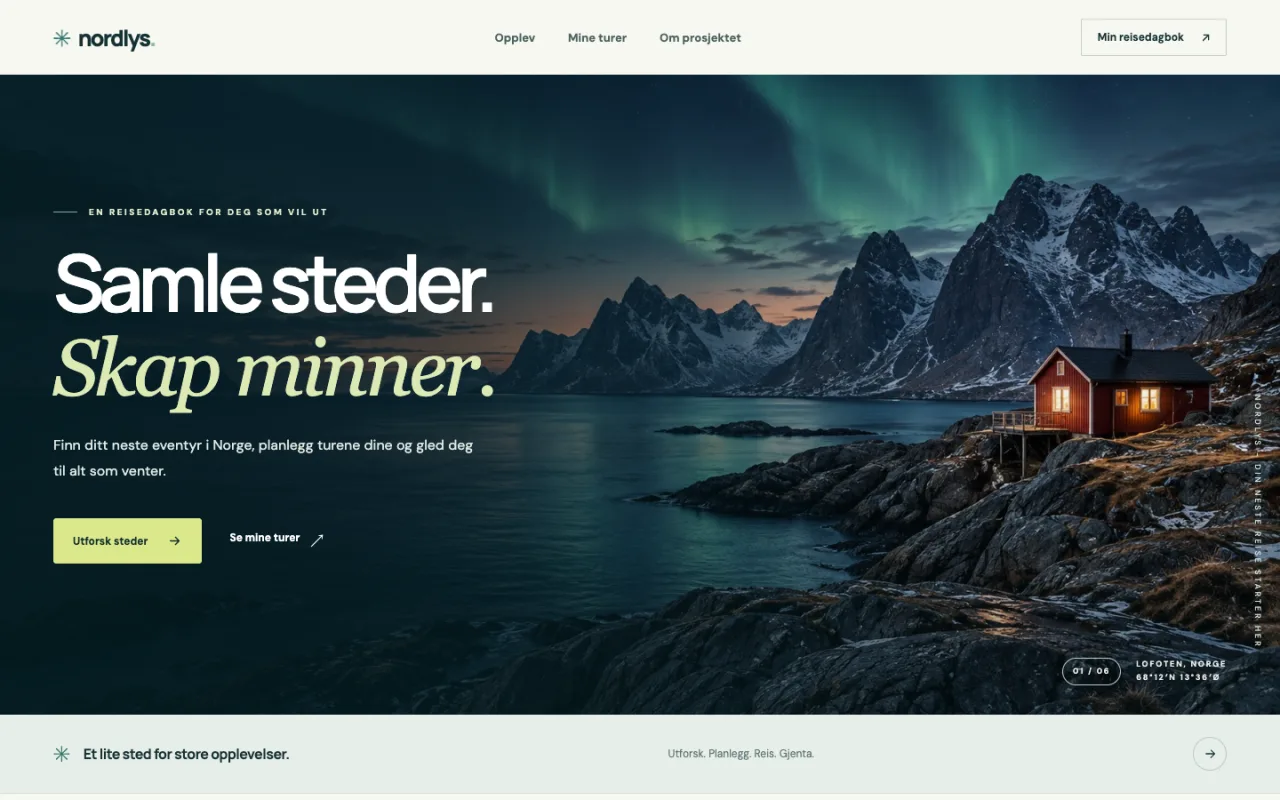 nordlys.
Opplev
Mine turer
Om prosjektet
Min reisedagbok
EN REISEDAGBOK FOR DEG SOM VIL UT
Samle steder.
Skap minner.
Finn ditt neste eventyr i Norge, planlegg turene dine og gled deg
til alt som venter.
Utforsk steder
Se mine turer
NORDLYS — DIN NESTE REISE STARTER HER
01 / 06
LOFOTEN, NORGE
68°12′N 13°36′Ø
Et lite sted for store opplevelser.
Utforsk. Planlegg. Reis. Gjenta.